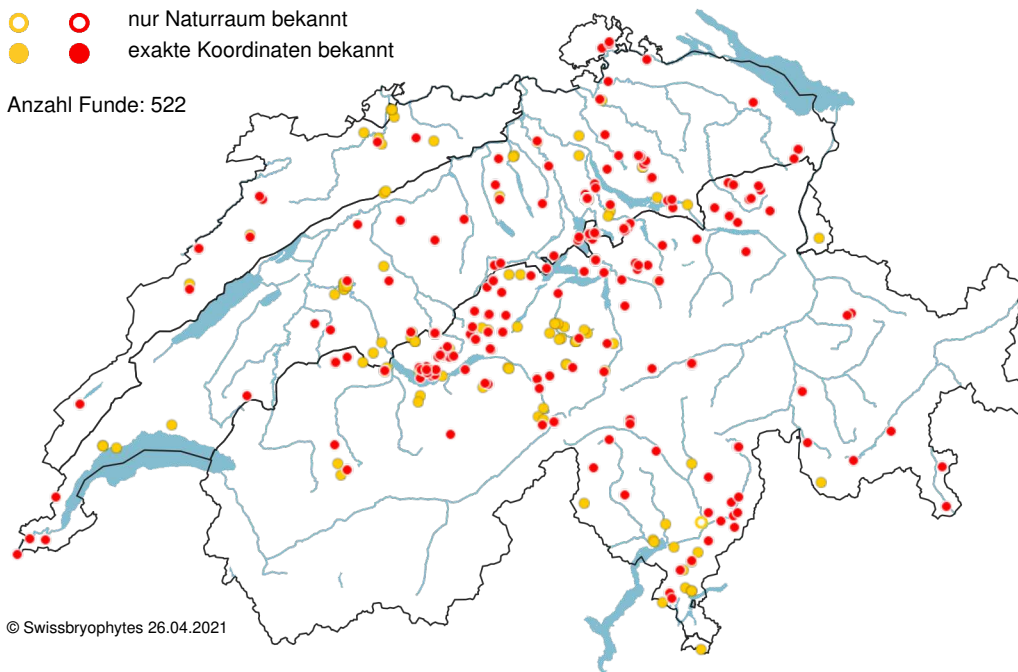 nur Naturraum bekannt
exakte Koordinaten bekannt
Anzahl Funde: 522
© Swissbryophytes 26.04.2021